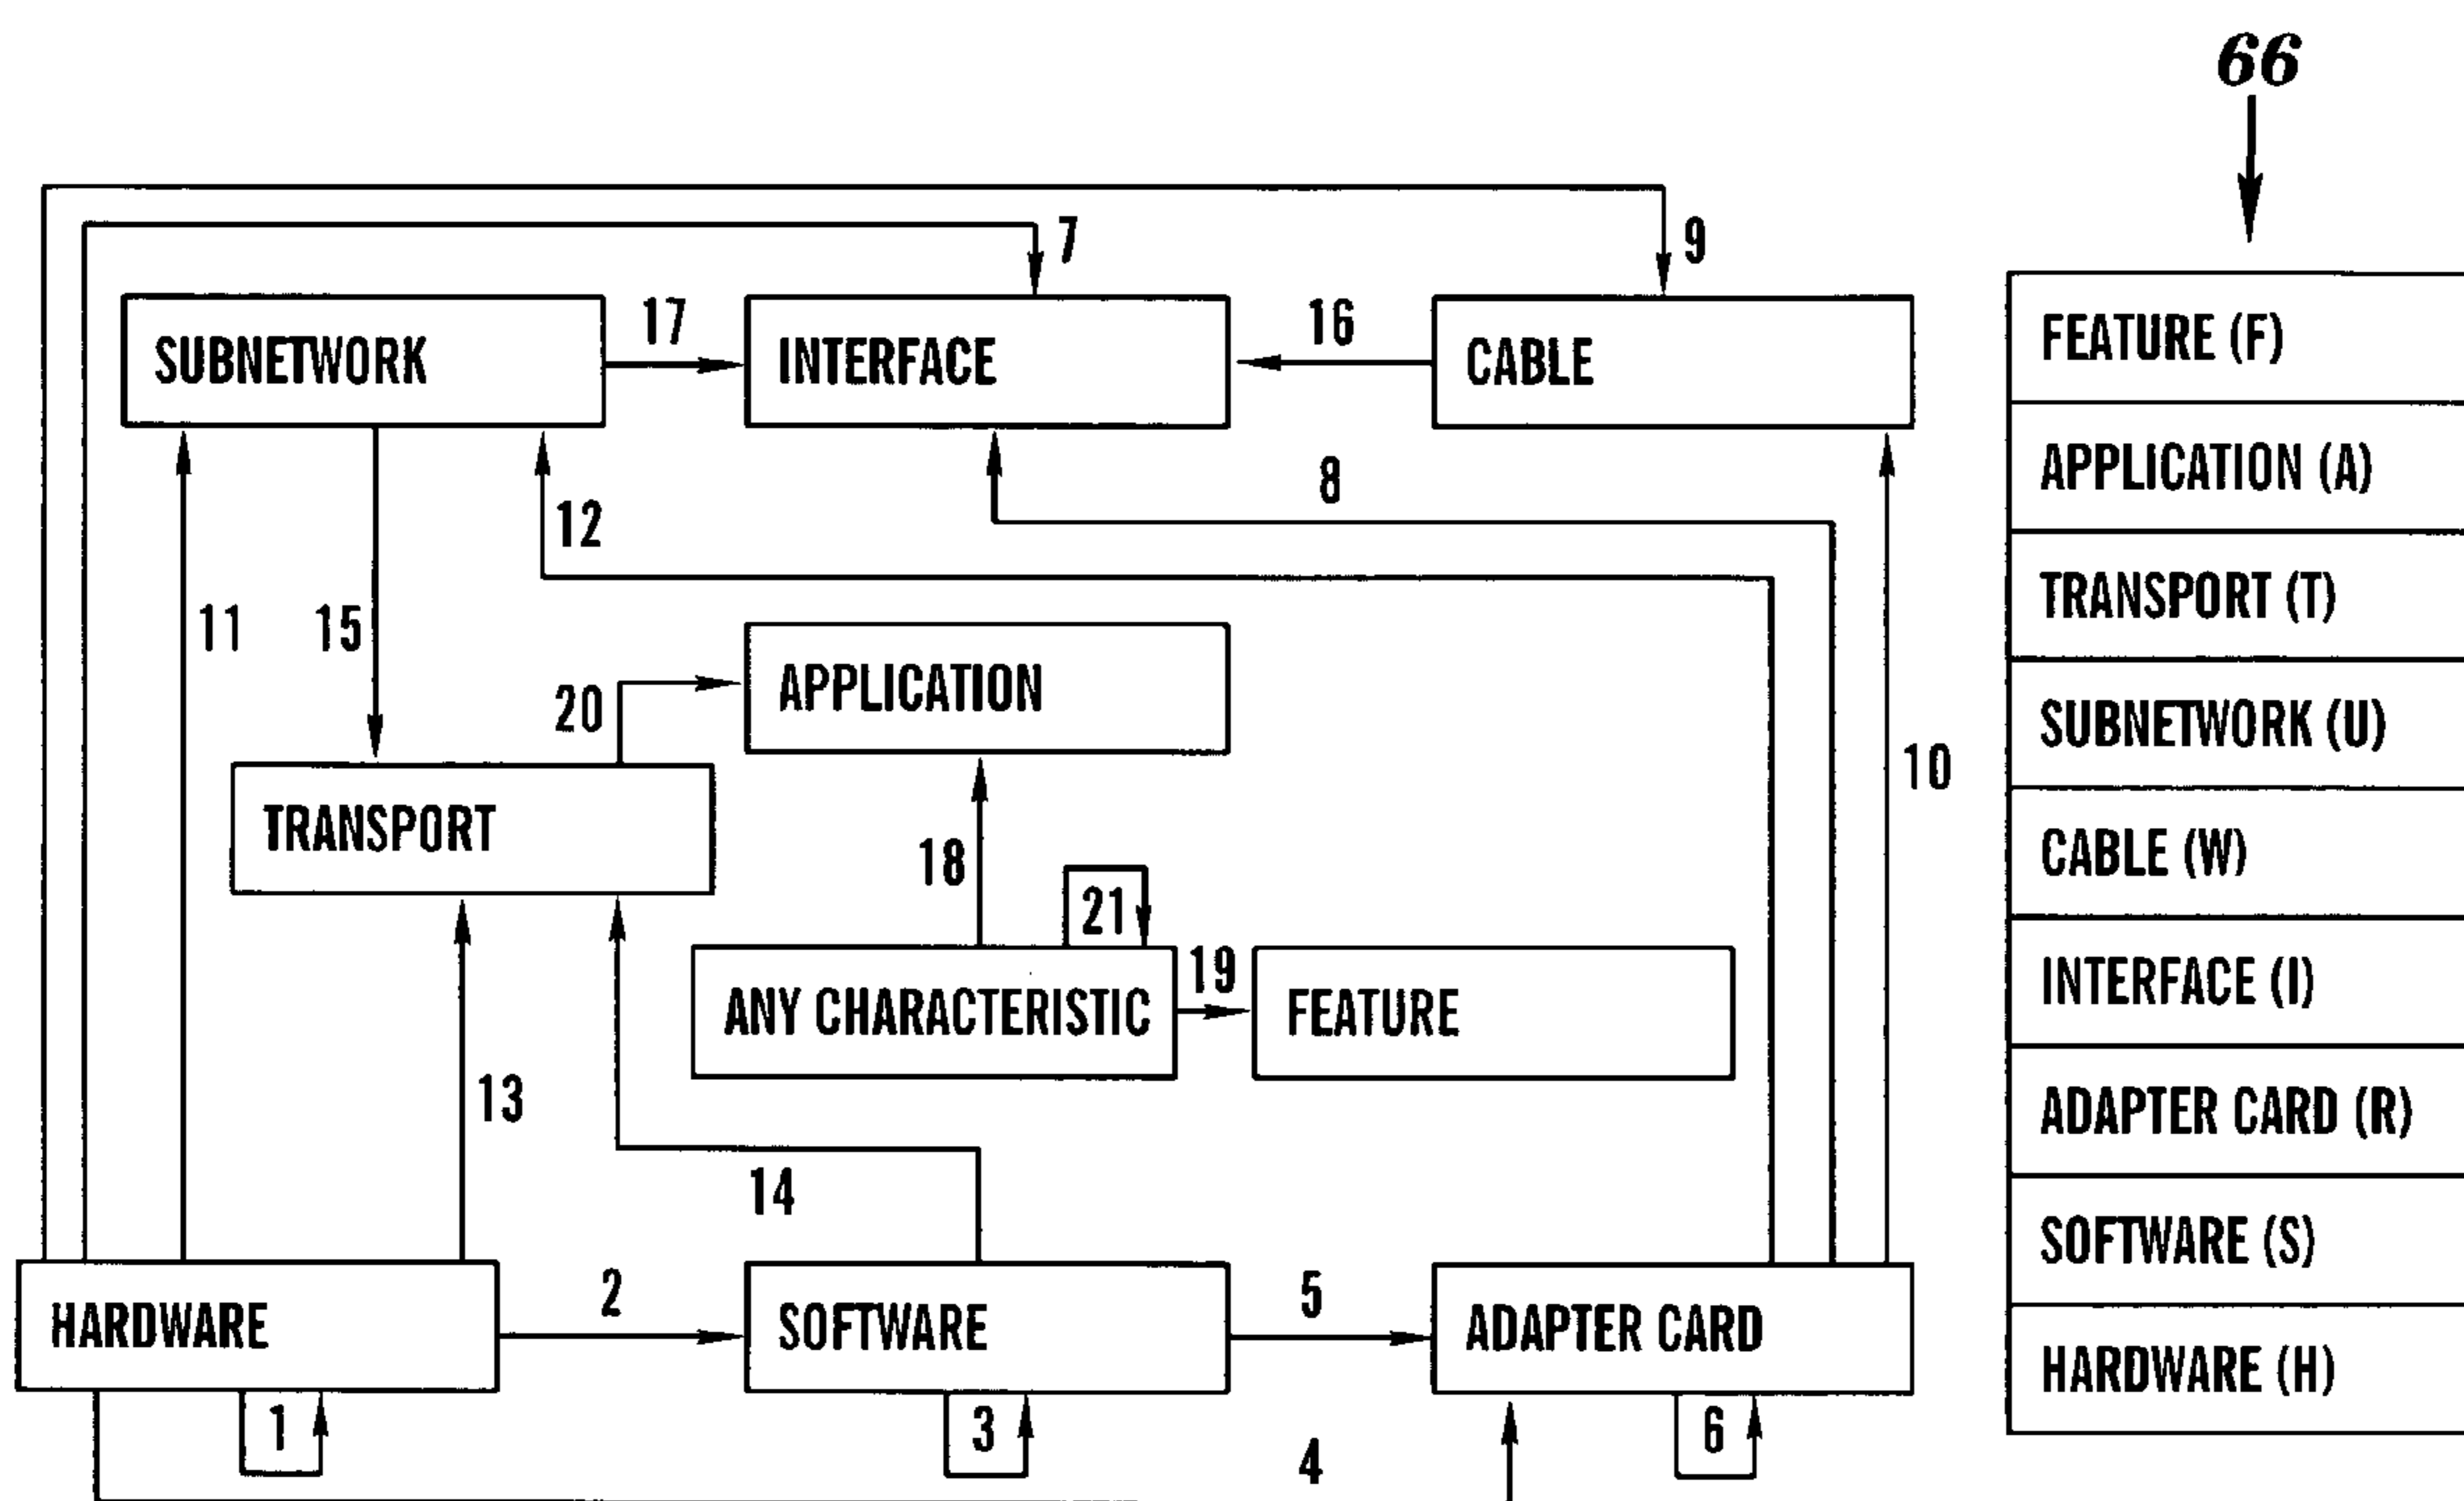 66
7
9
SUBNETWORK
17
INTERFACE
16
CABLE
FEATURE (F)
8
APPLICATION (A)
12
11
15
TRANSPORT (T)
20
APPLICATION
SUBNETWORK (U)
10
TRANSPORT
18
CABLE (W)
21
19
ANY CHARACTERISTIC
FEATURE
INTERFACE (I)
13
ADAPTER CARD (R)
14
SOFTWARE (S)
2
5
HARDWARE
SOFTWARE
ADAPTER CARD
HARDWARE (H)
1
3
6
4